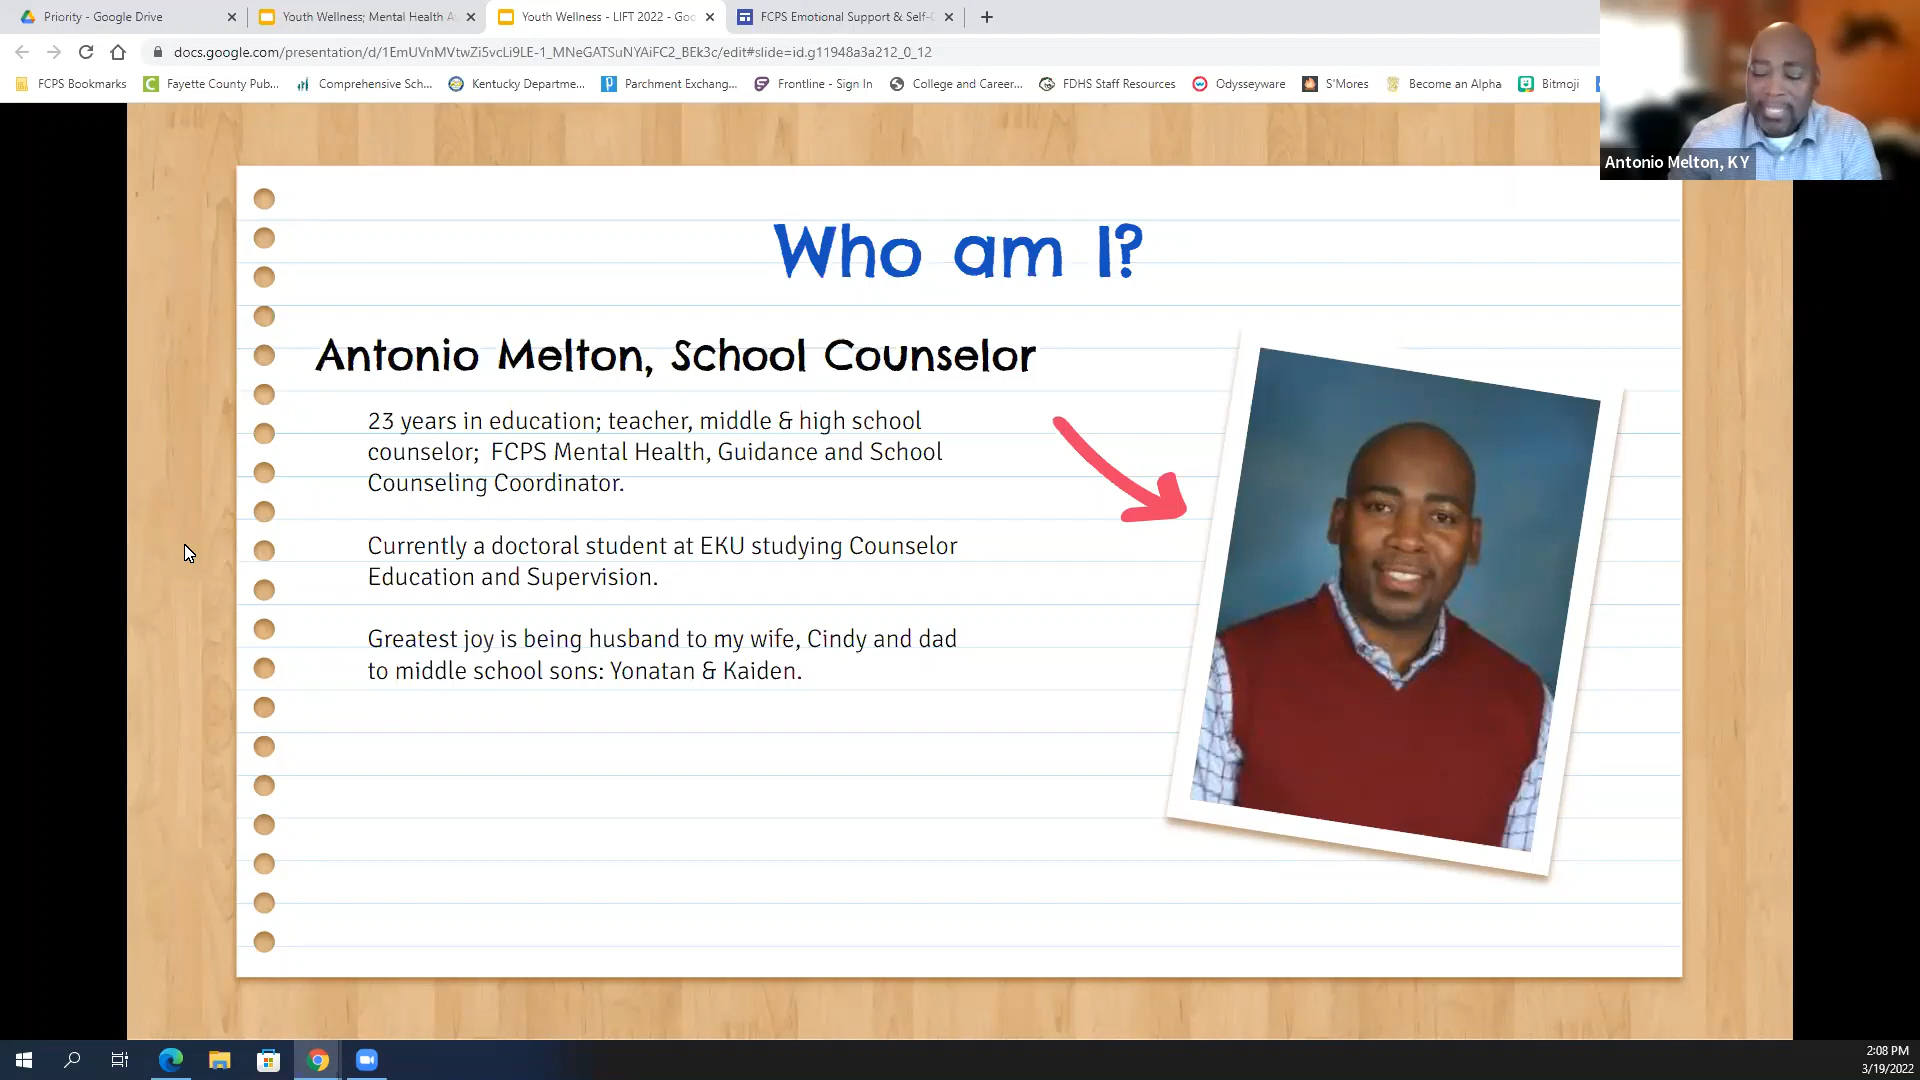 Priority - Google Drive
Youth Wellness; Mental Health A
Youth Wellness - LIFT 2022 - Goo
FCPS Emotional Support & Self-C
docs.google.com/presentation/d/1EmUVnMVtwZi5vcLi9LE-1_MNeGATSuNYAiFC2_BEk3c/edit#slide=id.g11948a3a212_0_12
FCPS Bookmarks
Fayette County Pub...
Comprehensive Sch...
Kentucky Departme...
Parchment Exchang...
Frontline - Sign In
College and Career...
FDHS Staff Resources
Odysseyware
S'Mores
Become an Alpha
Bitmoji
Antonio Melton, KY
Who am I?
Antonio Melton, School Counselor
23 years in education; teacher, middle & high school
counselor; FCPS Mental Health, Guidance and School
Counseling Coordinator.
Currently a doctoral student at EKU studying Counselor
Education and Supervision.
Greatest joy is being husband to my wife, Cindy and dad
to middle school sons: Yonatan & Kaiden.
2:08 PM
3/19/2022